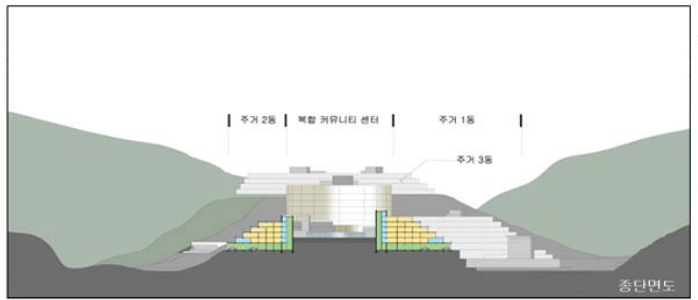 주거 2동
복합 커뮤니티 센터
주거 1동
주거 3동
종단면도